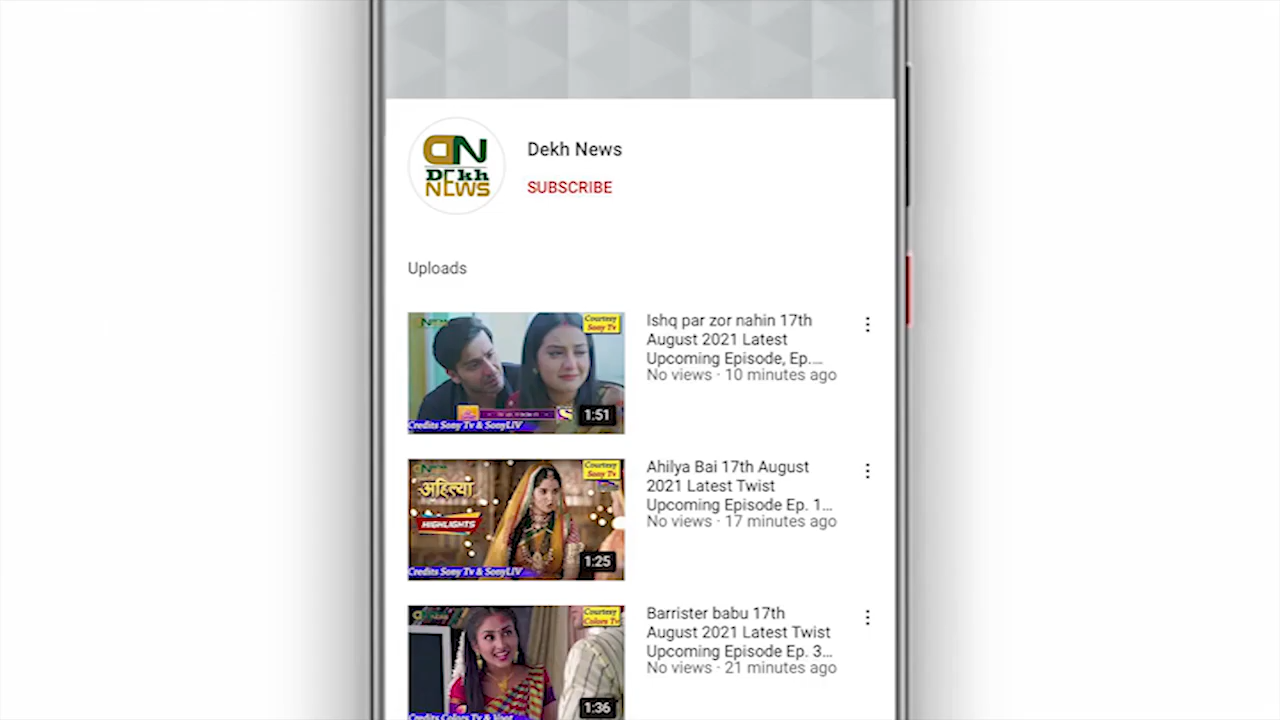 DN
Dekh
NEWS
Dekh News
SUBSCRIBE
Uploads
Courtesy
Sony Tv
Credits Sony Tv & SonyLIV
1:51
Ishq par zor nahin 17th
August 2021 Latest
Upcoming Episode, Ep....
No views · 10 minutes ago
Courtesy
Sony Tv
अहिल्या
HIGHLIGHTS
Credits Sony Tv & SonyLIV
1:25
Ahilya Bai 17th August
2021 Latest Twist
Upcoming Episode Ep. 1...
No views · 17 minutes ago
Courtesy
Colors Tv
Credits Colors Tv & Voot
1:36
Barrister babu 17th
August 2021 Latest Twist
Upcoming Episode Ep. 3...
No views · 21 minutes ago